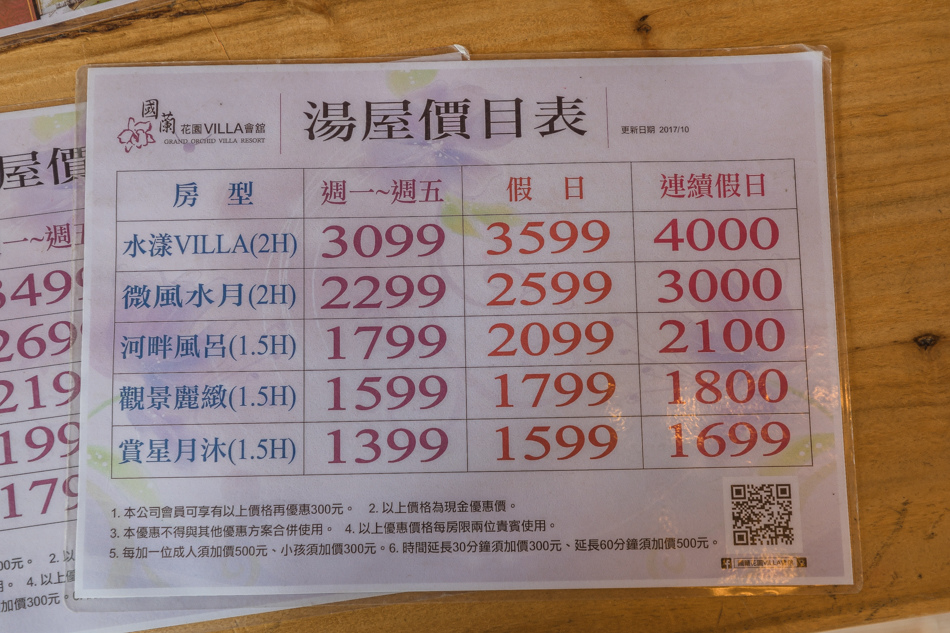 國蘭 花園VILLA會館
GRAND ORCHID VILLA RESORT
湯屋價目表
更新日期 2017/10
房型 週一~週五 假日 連續假日
水漾VILLA(2H) 3099 3599 4000
微風水月(2H) 2299 2599 3000
河畔風呂(1.5H) 1799 2099 2100
觀景麗緻(1.5H) 1599 1799 1800
賞星月沐(1.5H) 1399 1599 1699
1. 本公司會員可享有以上價格再優惠300元。 2. 以上價格為現金優惠價。
3. 本優惠不得與其他優惠方案合併使用。 4. 以上優惠價格每房限兩位貴賓使用。
5. 每加一位成人須加價500元、小孩須加價300元。6. 時間延長30分鐘須加價300元、延長60分鐘須加價500元。
屋價
一~週五
349
269
219
199
179
00元。 2. 以
。 4. 以上優
加價300元。